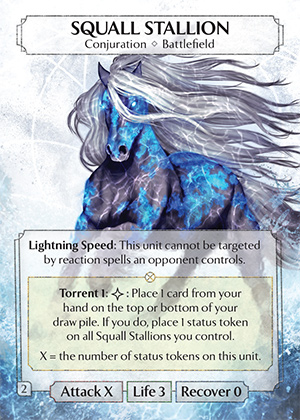 SQUALL STALLION
Conjuration ⟡ Battlefield
Lightning Speed: This unit cannot be targeted
by reaction spells an opponent controls.
Torrent 1: ⯎ : Place 1 card from your
hand on the top or bottom of your
draw pile. If you do, place 1 status token
on all Squall Stallions you control.
X = the number of status tokens on this unit.
2 Attack X Life 3 Recover 0